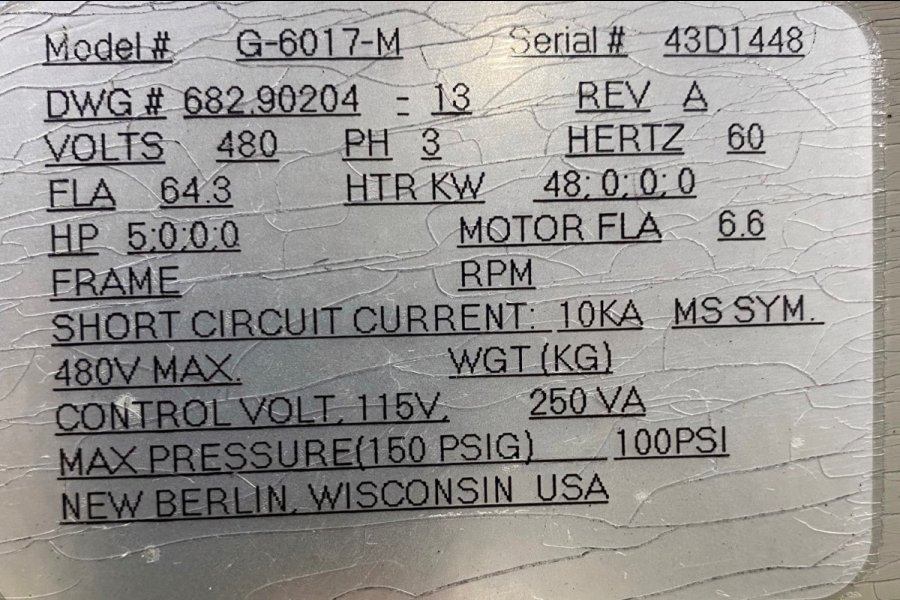 Model # G-6017-M Serial # 43D1448
DWG # 682.90204 - 13 REV A
VOLTS 480 PH 3 HERTZ 60
FLA 64.3 HTR KW 48; 0; 0; 0
HP 5;0;0;0 MOTOR FLA 6.6
FRAME RPM
SHORT CIRCUIT CURRENT: 10KA MS SYM.
480V MAX. WGT (KG)
CONTROL VOLT. 115V. 250 VA
MAX PRESSURE(150 PSIG) 100PSI
NEW BERLIN, WISCONSIN USA